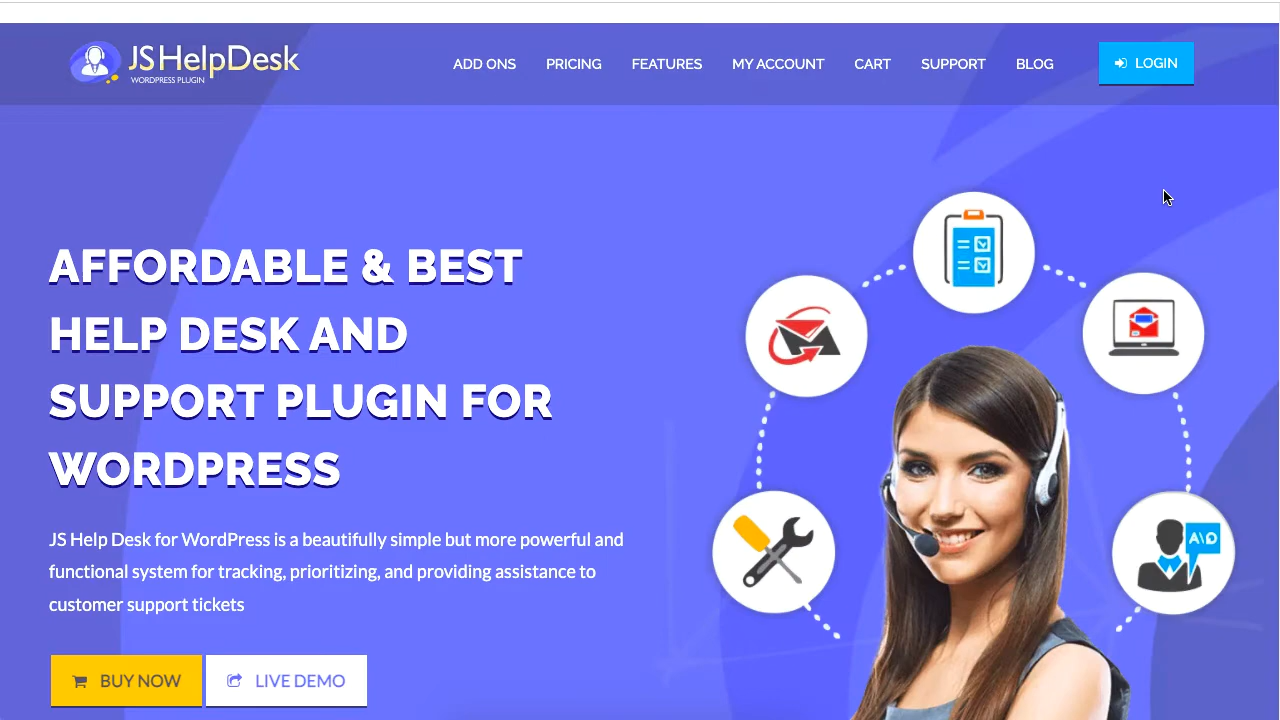 JS HelpDesk
WORDPRESS PLUGIN
ADD ONS PRICING FEATURES MY ACCOUNT CART SUPPORT BLOG LOGIN
AFFORDABLE & BEST
HELP DESK AND
SUPPORT PLUGIN FOR
WORDPRESS
JS Help Desk for WordPress is a beautifully simple but more powerful and
functional system for tracking, prioritizing, and providing assistance to
customer support tickets
BUY NOW LIVE DEMO